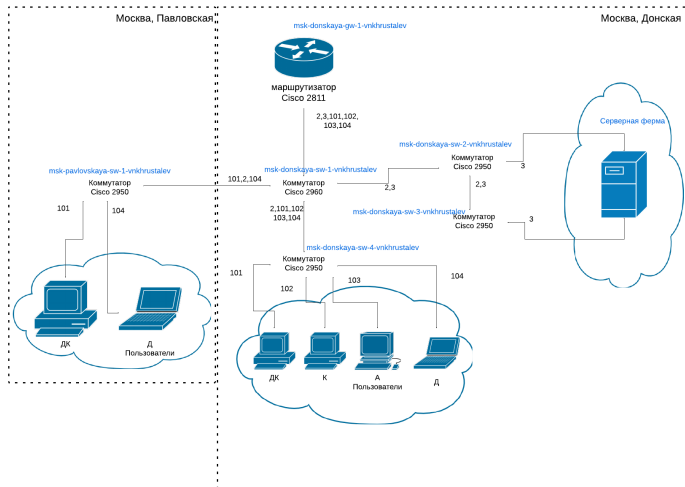 Москва, Павловская
Москва, Донская
msk-donskaya-gw-1-vnkhrustalev
маршрутизатор
Cisco 2811
2,3,101,102,
103,104
Серверная ферма
msk-donskaya-sw-2-vnkhrustalev
Коммутатор
Cisco 2950
3
msk-pavlovskaya-sw-1-vnkhrustalev
Коммутатор
Cisco 2950
101,2,104
msk-donskaya-sw-1-vnkhrustalev
Коммутатор
Cisco 2960
2,3
2,3
101
104
2,101,102
103,104
msk-donskaya-sw-3-vnkhrustalev
Коммутатор
Cisco 2950
3
msk-donskaya-sw-4-vnkhrustalev
Коммутатор
Cisco 2950
101
102
103
104
ДК
Д
Пользователи
ДК
К
А
Д
Пользователи